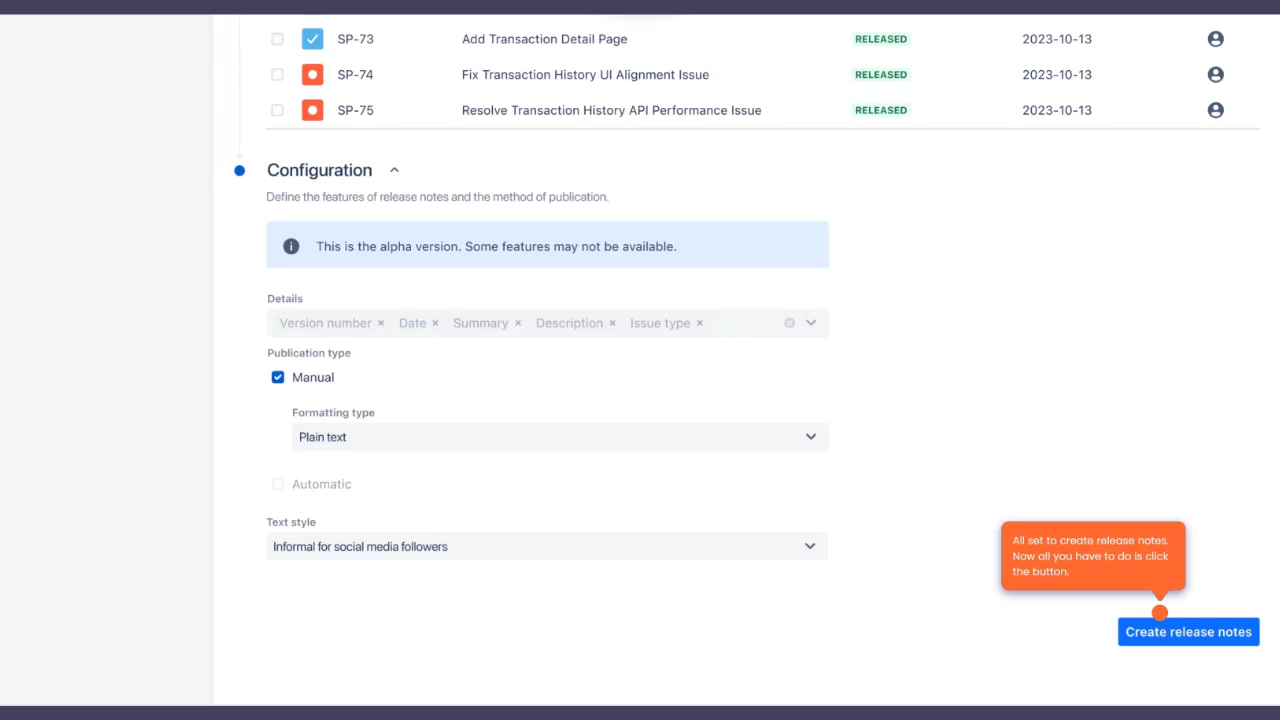 SP-73 Add Transaction Detail Page RELEASED 2023-10-13
SP-74 Fix Transaction History UI Alignment Issue RELEASED 2023-10-13
SP-75 Resolve Transaction History API Performance Issue RELEASED 2023-10-13
Configuration
Define the features of release notes and the method of publication.
This is the alpha version. Some features may not be available.
Details
Version number × Date × Summary × Description × Issue type ×
Publication type
Manual
Formatting type
Plain text
Automatic
Text style
Informal for social media followers
All set to create release notes.
Now all you have to do is click
the button.
Create release notes